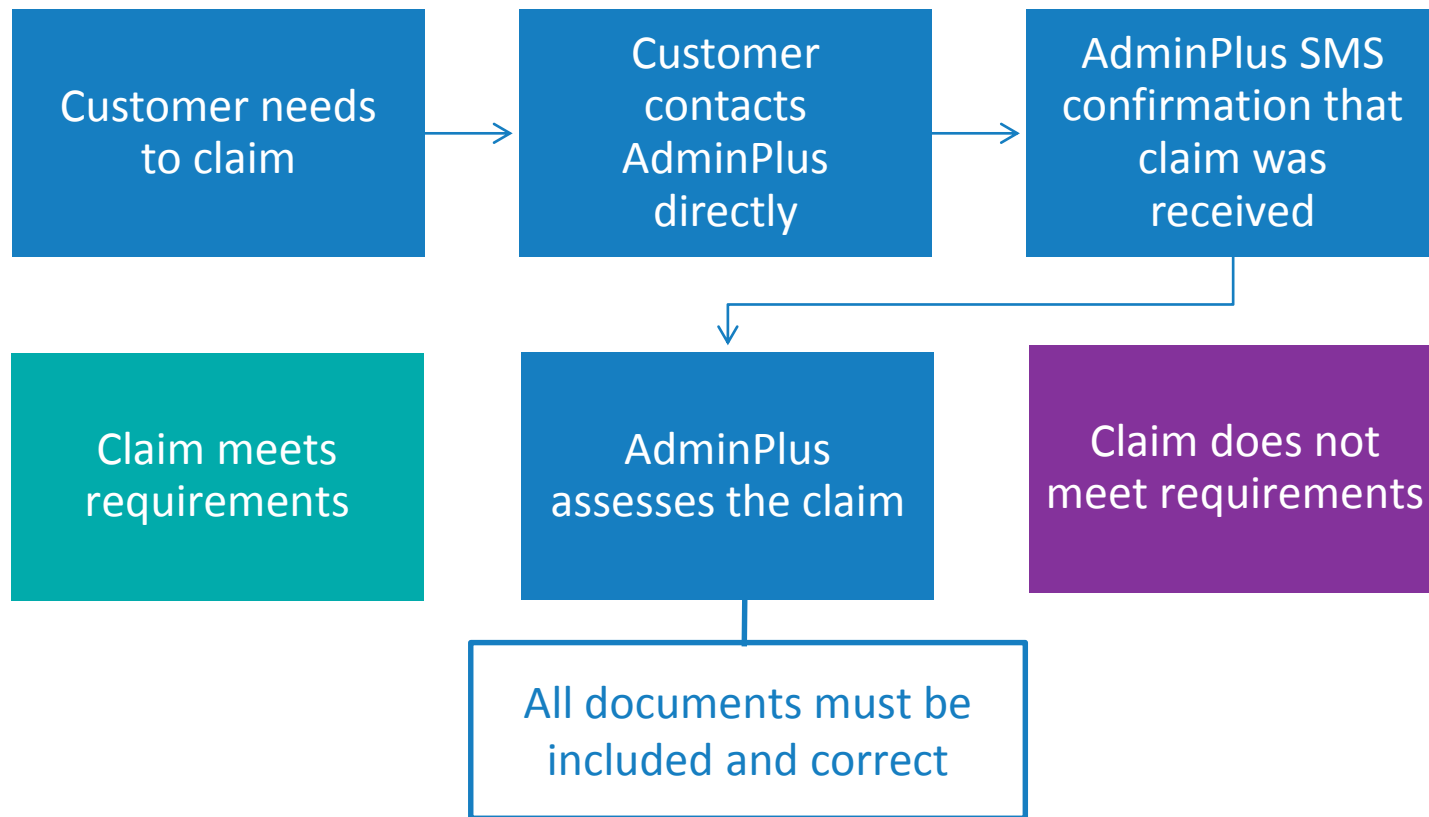 Customer needs
to claim
Customer
contacts
AdminPlus
directly
AdminPlus SMS
confirmation that
claim was
received
Claim meets
requirements
AdminPlus
assesses the claim
Claim does not
meet requirements
All documents must be
included and correct